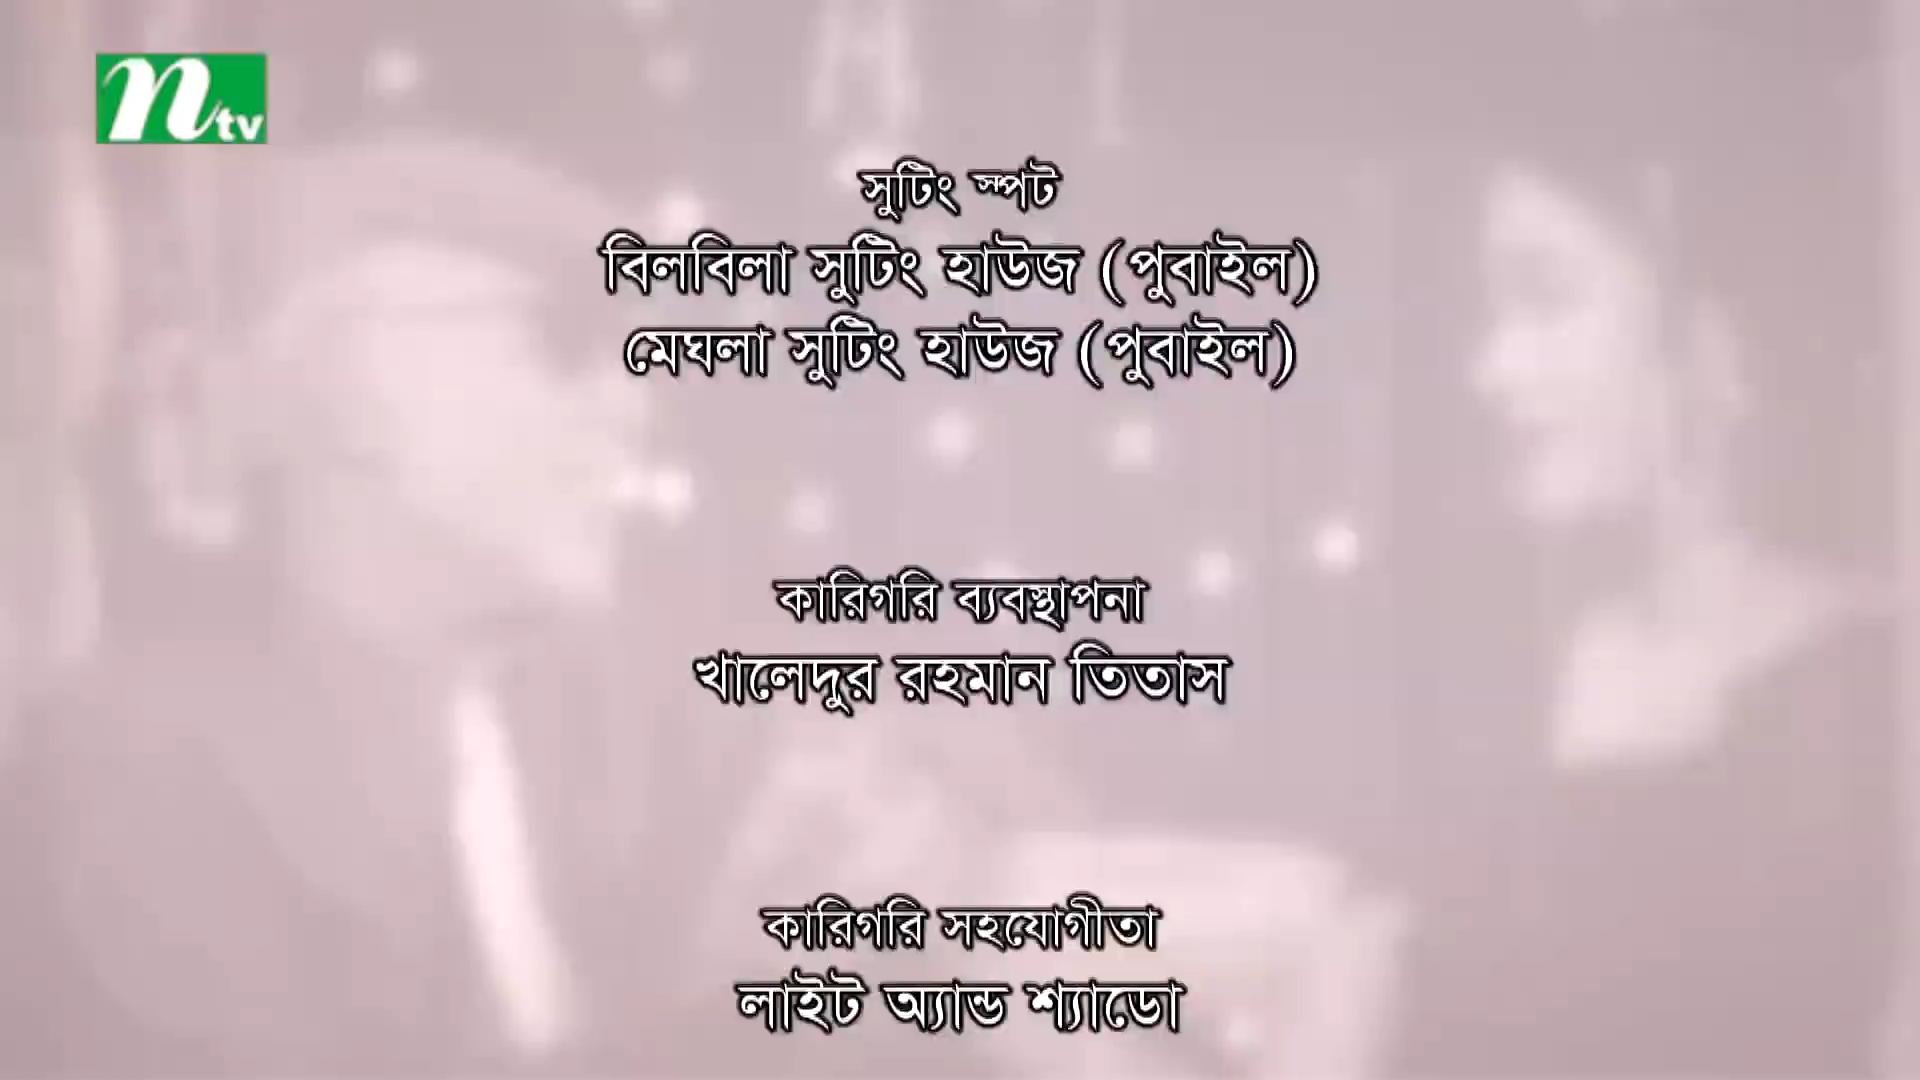 ntv
সুটিং স্পট
বিলবিলা সুটিং হাউজ (পুবাইল)
মেঘলা সুটিং হাউজ (পুবাইল)
কারিগরি ব্যবস্থাপনা
খালেদুর রহমান তিতাস
কারিগরি সহযোগীতা
লাইট অ্যান্ড শ্যাডো